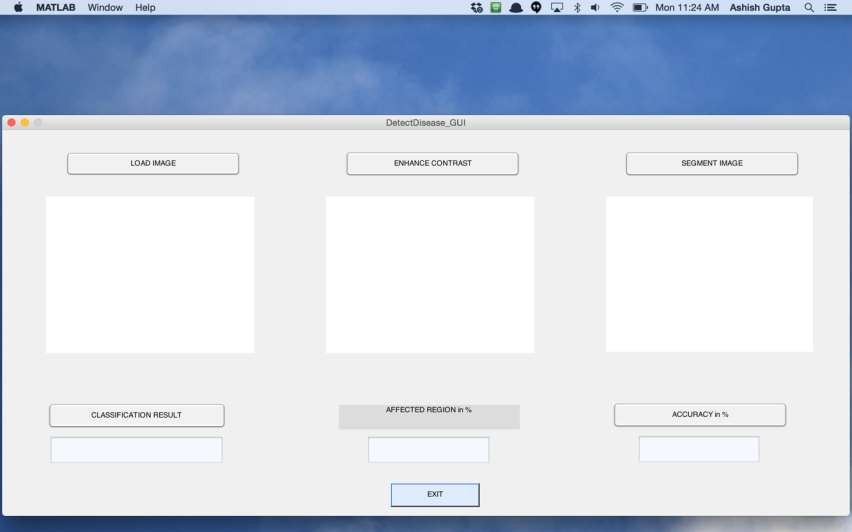 MATLAB Window Help Mon 11:24 AM Ashish Gupta
DetectDisease_GUI
LOAD IMAGE ENHANCE CONTRAST SEGMENT IMAGE
CLASSIFICATION RESULT AFFECTED REGION in % ACCURACY in %
EXIT